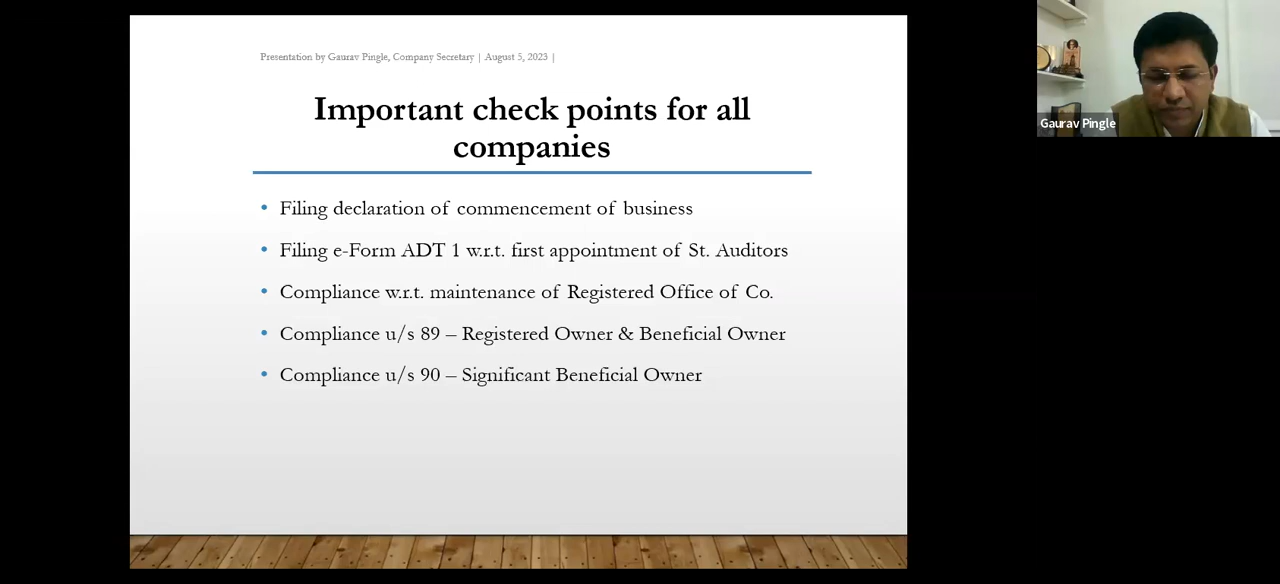 Presentation by Gaurav Pingle, Company Secretary | August 5, 2023 |
Important check points for all
companies
• Filing declaration of commencement of business
• Filing e-Form ADT 1 w.r.t. first appointment of St. Auditors
• Compliance w.r.t. maintenance of Registered Office of Co.
• Compliance u/s 89 – Registered Owner & Beneficial Owner
• Compliance u/s 90 – Significant Beneficial Owner
Gaurav Pingle